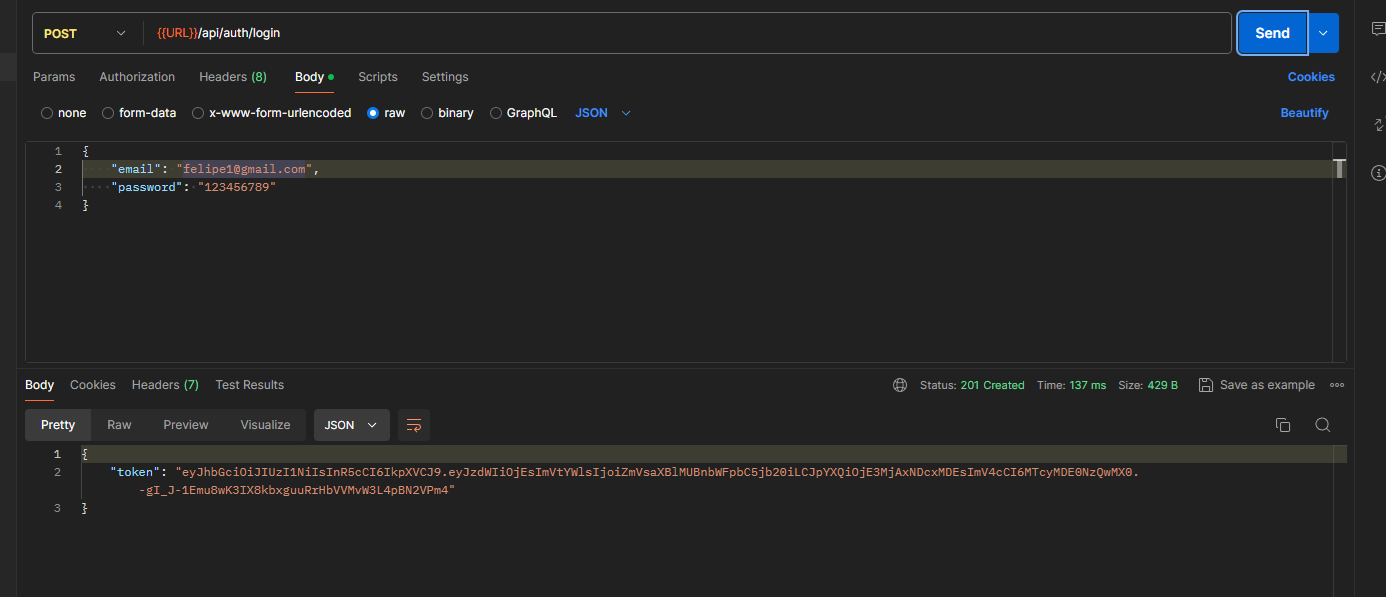 POST {{URL}}/api/auth/login Send
Params Authorization Headers (8) Body Scripts Settings Cookies
none form-data x-www-form-urlencoded raw binary GraphQL JSON Beautify
1 {
2 "email": "felipe1@gmail.com",
3 "password": "123456789"
4 }
Body Cookies Headers (7) Test Results Status: 201 Created Time: 137 ms Size: 429 B Save as example
Pretty Raw Preview Visualize JSON
1 {
2 "token": "eyJhbGciOiJIUzI1NiIsInR5cCI6IkpXVCJ9.eyJzdWIiOjEsImVtYWlsIjoiZmVsaXBlMUBnbWFpbC5jb20iLCJpYXQiOjE3MjAxNDcxMDEsImV4cCI6MTcyMDE0NzQwMX0.
-gI_J-1Emu8wK3IX8kbxguuRrHbVVMvW3L4pBN2VPm4"
3 }